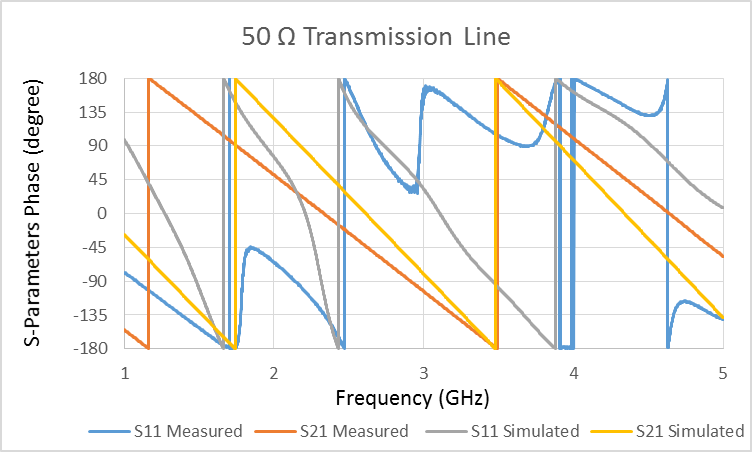 50 Ω Transmission Line
S-Parameters Phase (degree)
180
135
90
45
0
-45
-90
-135
-180
1 2 3 4 5
Frequency (GHz)
S11 Measured S21 Measured S11 Simulated S21 Simulated